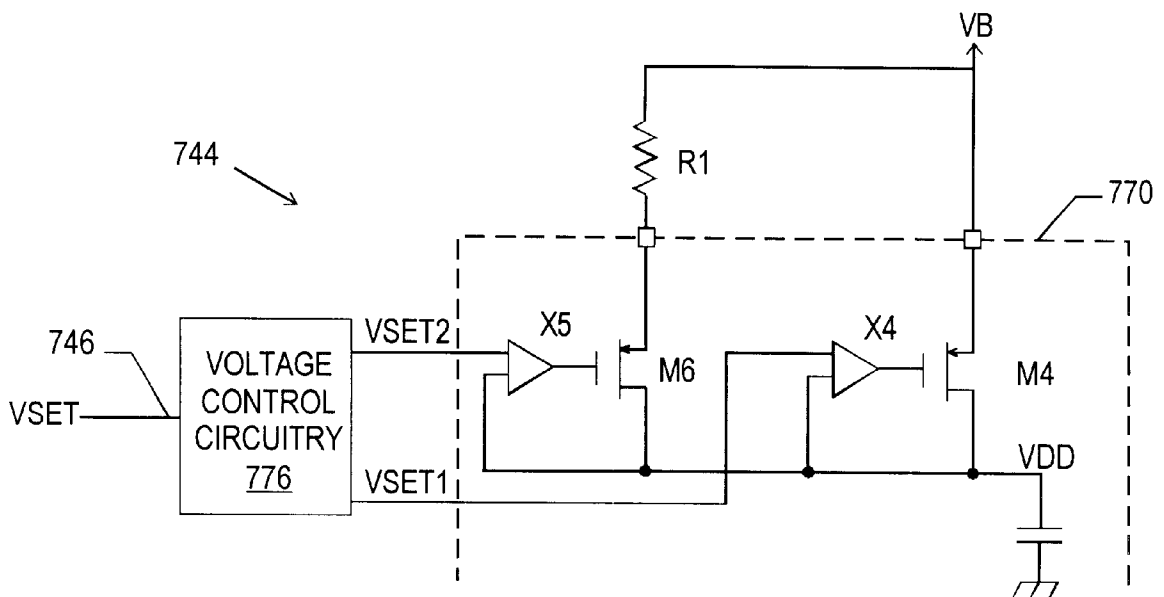 VB
744
R1
770
746
VSET2
X5
X4
VOLTAGE
CONTROL
CIRCUITRY
776
M6
M4
VSET
VSET1
VDD